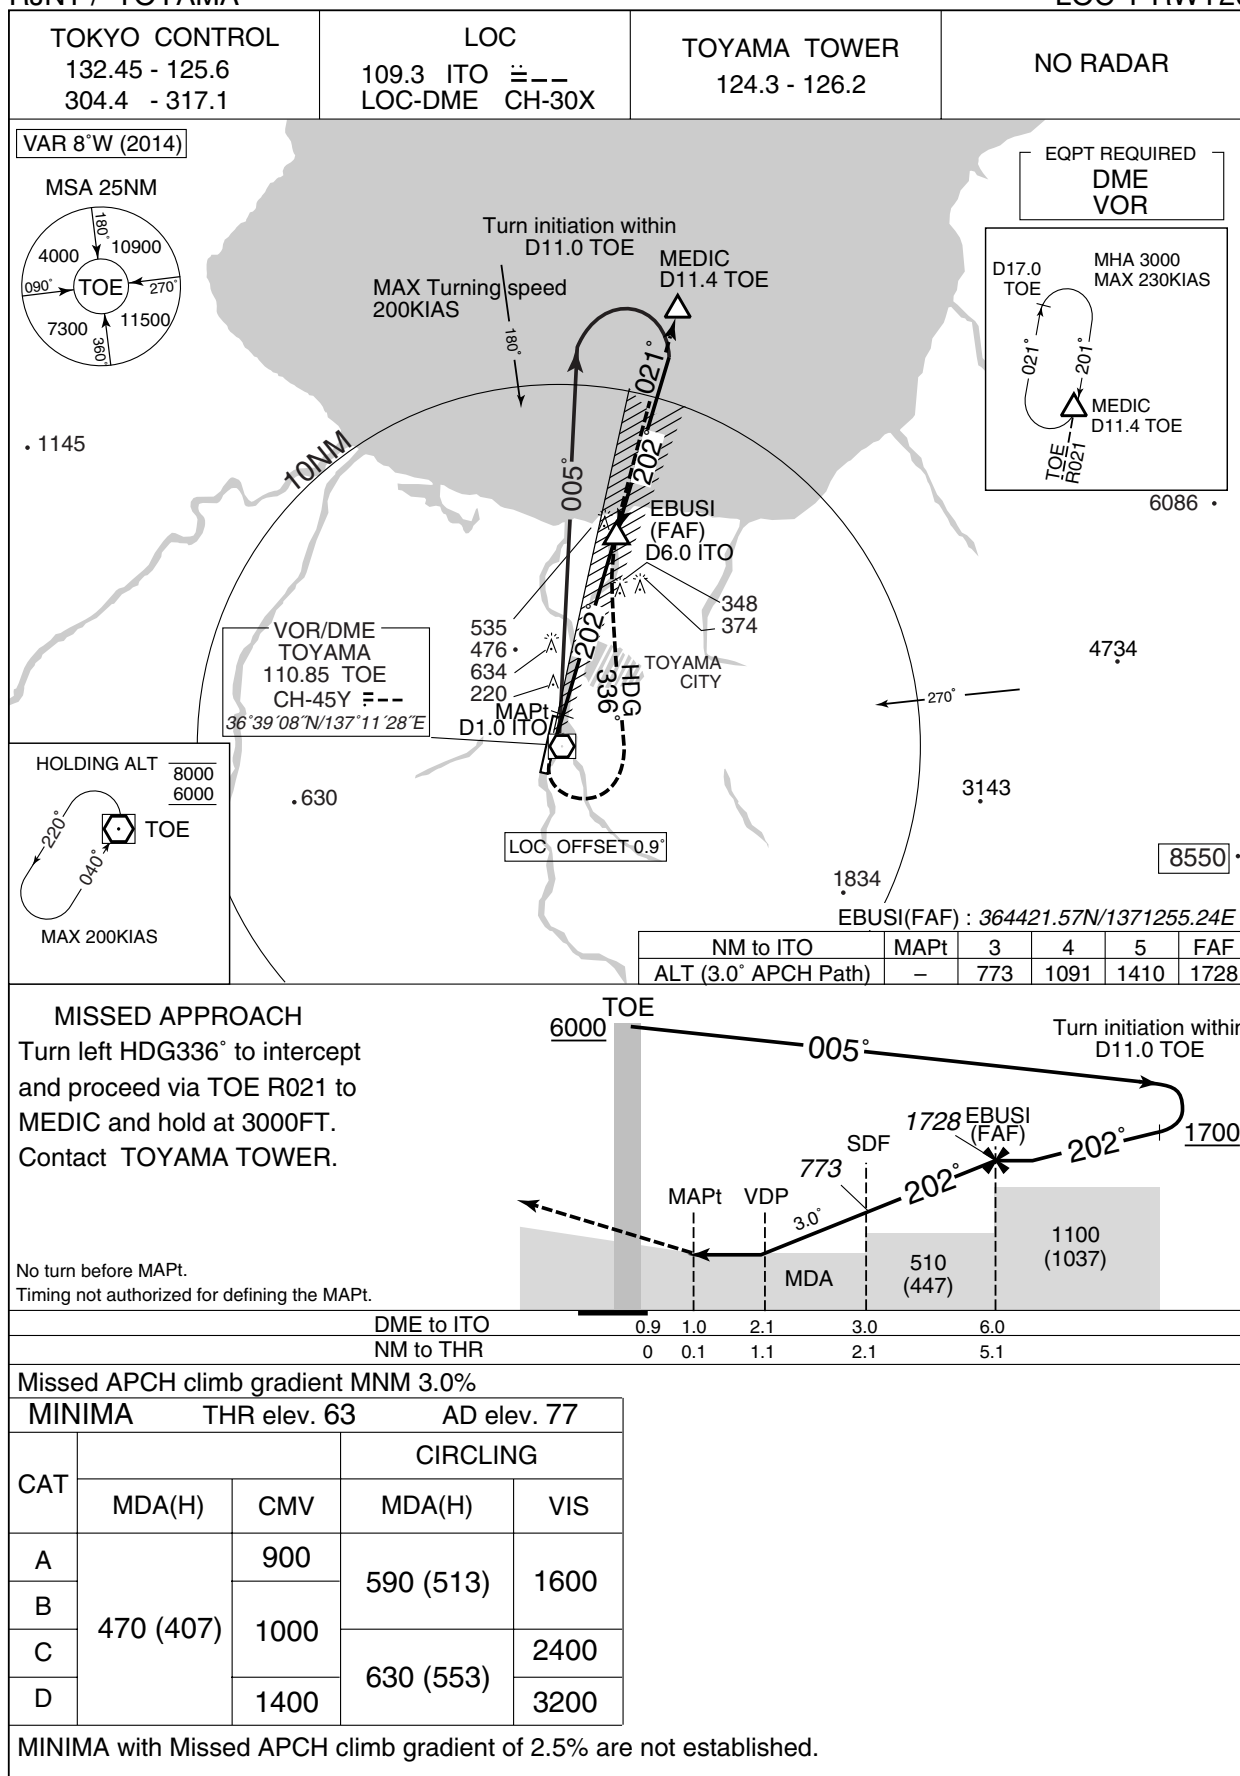 RJNT / TOYAMA
TOKYO CONTROL
132.45 - 125.6
304.4 - 317.1
LOC
109.3 ITO
LOC-DME CH-30X
TOYAMA TOWER
124.3 - 126.2
NO RADAR
VAR 8°W (2014)
MSA 25NM
180°
4000
10900
090°
TOE
270°
7300
11500
360°
EQPT REQUIRED
DME
VOR
Turn initiation within
D11.0 TOE
MEDIC
D11.4 TOE
MAX Turning speed
200KIAS
180°
D17.0
TOE
MHA 3000
MAX 230KIAS
021°
201°
MEDIC
D11.4 TOE
TOE
R021
1145
10NM
005°
021°
202°
6086
EBUSI
(FAF)
D6.0 ITO
348
374
535
476
634
220
202°
HDG
336°
TOYAMA
CITY
4734
VOR/DME
TOYAMA
110.85 TOE
CH-45Y
36°39´08˝N/137°11´28˝E
MAPt
D1.0 ITO
270°
HOLDING ALT
8000
6000
220°
040°
TOE
MAX 200KIAS
630
3143
LOC OFFSET 0.9°
8550
1834
EBUSI(FAF) : 364421.57N/1371255.24E
NM to ITO MAPt 3 4 5 FAF
ALT (3.0° APCH Path) – 773 1091 1410 1728
MISSED APPROACH
Turn left HDG336° to intercept
and proceed via TOE R021 to
MEDIC and hold at 3000FT.
Contact TOYAMA TOWER.
No turn before MAPt.
Timing not authorized for defining the MAPt.
TOE
6000
005°
Turn initiation within
D11.0 TOE
1728
EBUSI
(FAF)
202°
1700
SDF
773
202°
MAPt
VDP
3.0°
MDA
510
(447)
1100
(1037)
DME to ITO 0.9 1.0 2.1 3.0 6.0
NM to THR 0 0.1 1.1 2.1 5.1
Missed APCH climb gradient MNM 3.0%
MINIMA THR elev. 63 AD elev. 77
CAT
CIRCLING
MDA(H) CMV MDA(H) VIS
A 900
590 (513) 1600
B
470 (407) 1000
C 2400
630 (553)
D 1400 3200
MINIMA with Missed APCH climb gradient of 2.5% are not established.